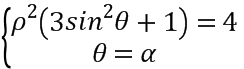 ρ²(3sin²θ + 1) = 4
θ = α